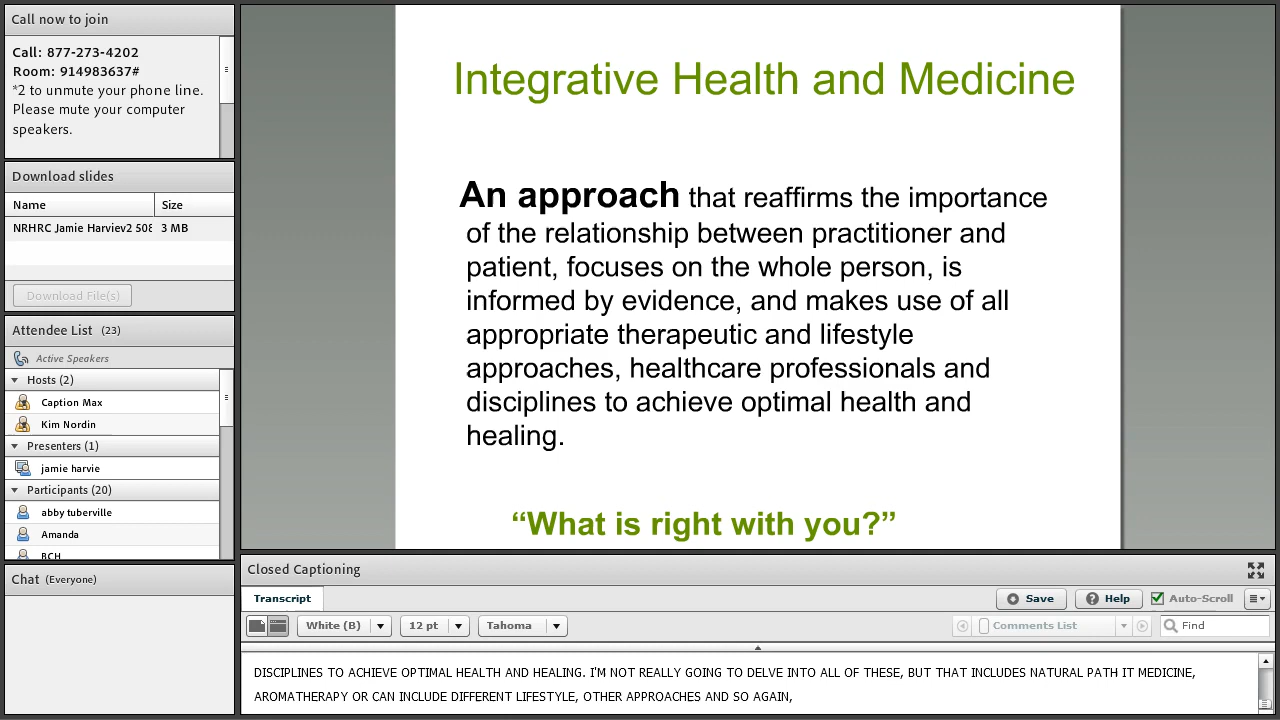 Call now to join
Call: 877-273-4202
Room: 914983637#
*2 to unmute your phone line.
Please mute your computer
speakers.
Download slides
Name Size
NRHRC Jamie Harviev2 508 3 MB
Download File(s)
Attendee List (23)
Active Speakers
Hosts (2)
Caption Max
Kim Nordin
Presenters (1)
jamie harvie
Participants (20)
abby tuberville
Amanda
BCH
Chat (Everyone)
Integrative Health and Medicine
An approach that reaffirms the importance
of the relationship between practitioner and
patient, focuses on the whole person, is
informed by evidence, and makes use of all
appropriate therapeutic and lifestyle
approaches, healthcare professionals and
disciplines to achieve optimal health and
healing.
“What is right with you?”
Closed Captioning
Transcript Save Help Auto-Scroll
White (B) 12 pt Tahoma Comments List Find
DISCIPLINES TO ACHIEVE OPTIMAL HEALTH AND HEALING. I'M NOT REALLY GOING TO DELVE INTO ALL OF THESE, BUT THAT INCLUDES NATURAL PATH IT MEDICINE,
AROMATHERAPY OR CAN INCLUDE DIFFERENT LIFESTYLE, OTHER APPROACHES AND SO AGAIN,